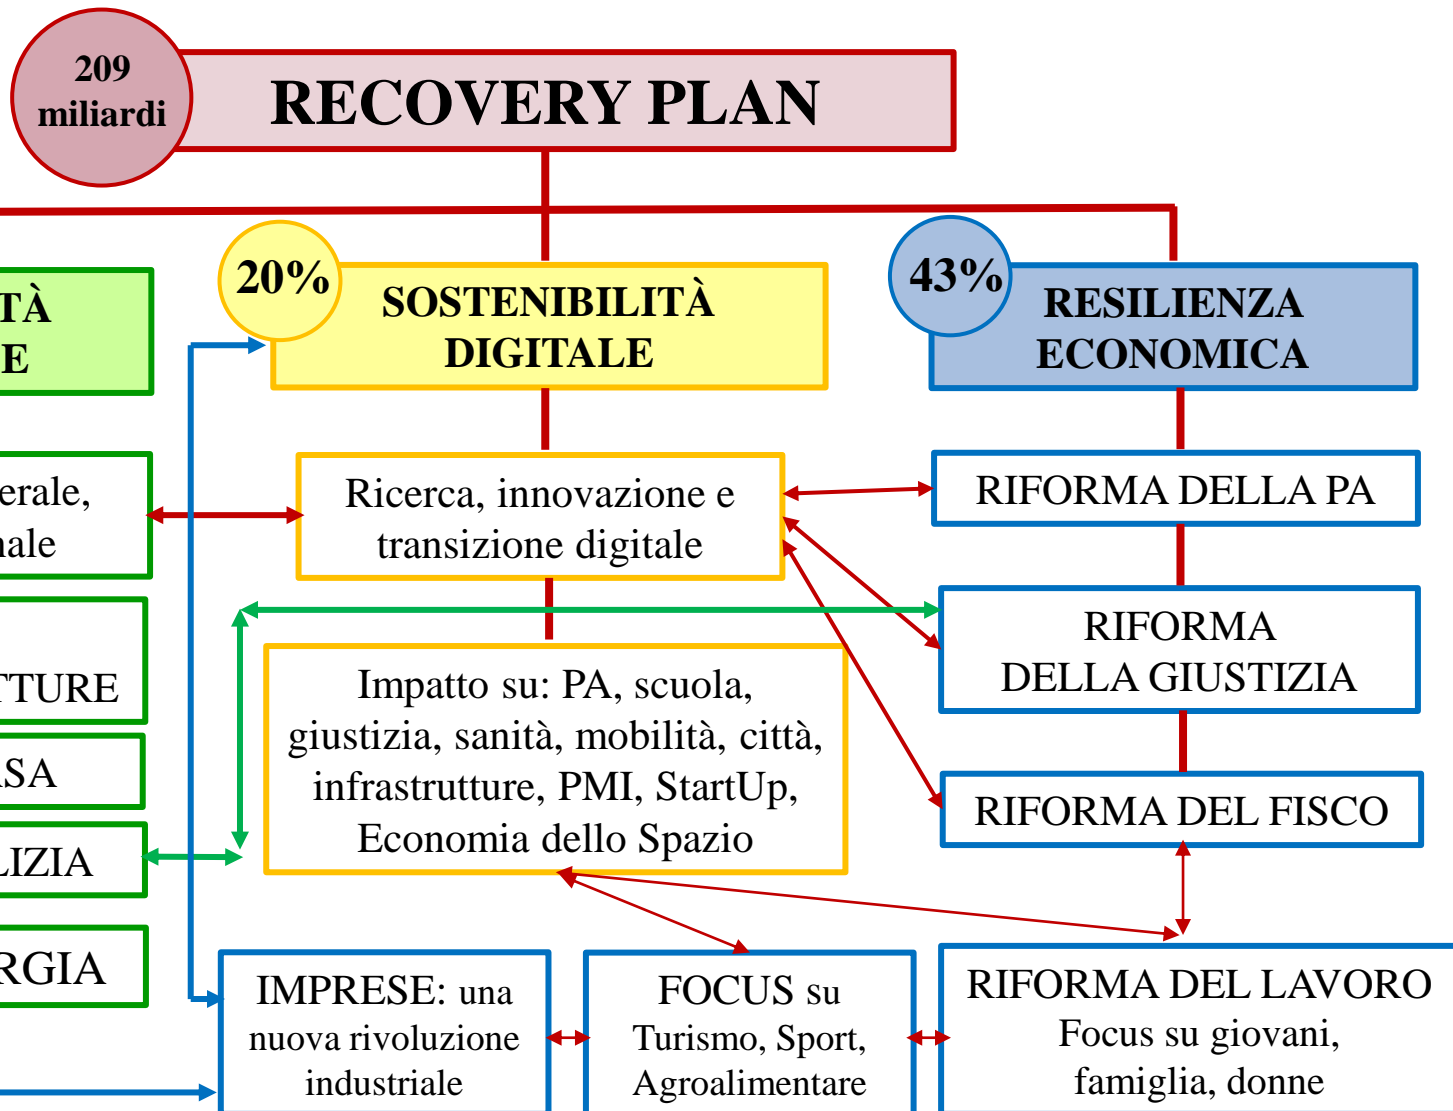 209
miliardi
RECOVERY PLAN
20%
SOSTENIBILITÀ
DIGITALE
43%
RESILIENZA
ECONOMICA
TÀ
E
erale,
nale
TTURE
ASA
LIZIA
RGIA
Ricerca, innovazione e
transizione digitale
Impatto su: PA, scuola,
giustizia, sanità, mobilità, città,
infrastrutture, PMI, StartUp,
Economia dello Spazio
RIFORMA DELLA PA
RIFORMA
DELLA GIUSTIZIA
RIFORMA DEL FISCO
IMPRESE: una
nuova rivoluzione
industriale
FOCUS su
Turismo, Sport,
Agroalimentare
RIFORMA DEL LAVORO
Focus su giovani,
famiglia, donne